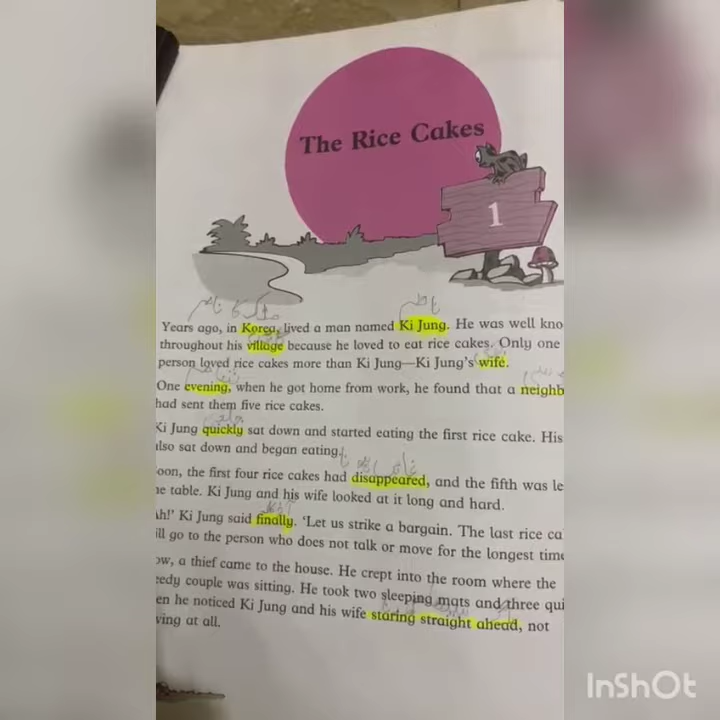 The Rice Cakes
1
ملک کا نام
Years ago, in Korea, lived a man named Ki Jung. He was well kno
throughout his village because he loved to eat rice cakes. Only one
person loved rice cakes more than Ki Jung—Ki Jung's wife.
One evening, when he got home from work, he found that a neighb
had sent them five rice cakes.
Ki Jung quickly sat down and started eating the first rice cake. His
also sat down and began eating.
oon, the first four rice cakes had disappeared, and the fifth was le
he table. Ki Jung and his wife looked at it long and hard.
Ah!' Ki Jung said finally. 'Let us strike a bargain. The last rice ca
ill go to the person who does not talk or move for the longest time
ow, a thief came to the house. He crept into the room where the
eedy couple was sitting. He took two sleeping mats and three qui
en he noticed Ki Jung and his wife staring straight ahead, not
ving at all.
InShOt